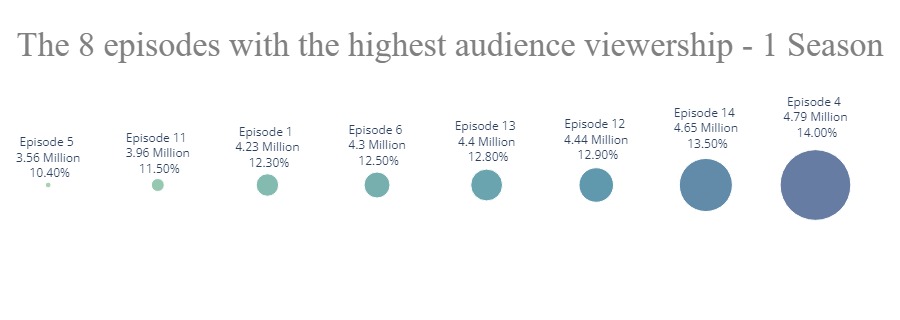 The 8 episodes with the highest audience viewership - 1 Season
Episode 5
3.56 Million
10.40%
Episode 11
3.96 Million
11.50%
Episode 1
4.23 Million
12.30%
Episode 6
4.3 Million
12.50%
Episode 13
4.4 Million
12.80%
Episode 12
4.44 Million
12.90%
Episode 14
4.65 Million
13.50%
Episode 4
4.79 Million
14.00%